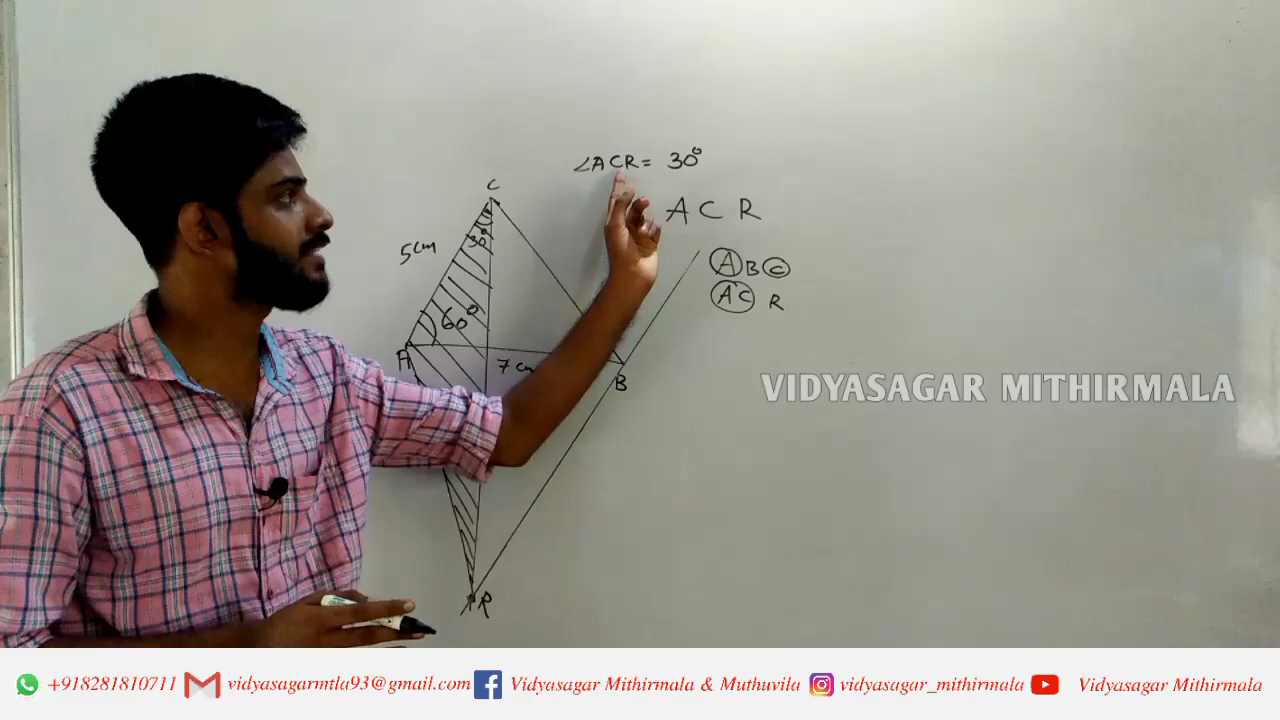 ∠ACR = 30°
C
A C R
5cm
30°
A B C
AC R
60°
A
7 cm
B
VIDYASAGAR MITHIRMALA
R
+918281810711 vidyasagarmtla93@gmail.com Vidyasagar Mithirmala & Muthuvila vidyasagar_mithirmala Vidyasagar Mithirmala